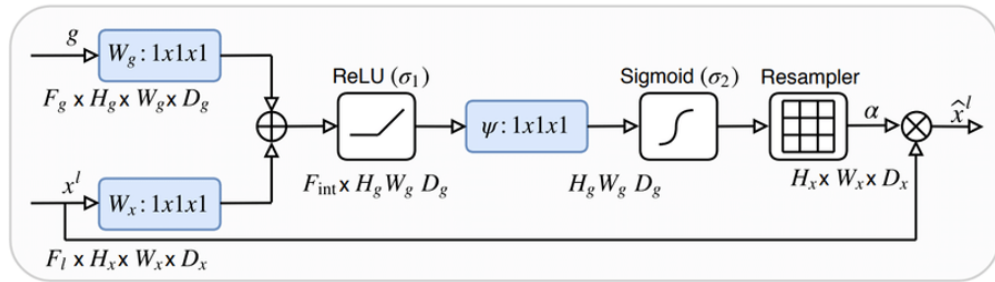 g
W_g : 1x1x1
F_g x H_g x W_g x D_g
x^l
W_x : 1x1x1
F_l x H_x x W_x x D_x
ReLU (σ_1)
F_int x H_g W_g D_g
ψ : 1x1x1
Sigmoid (σ_2)
H_g W_g D_g
Resampler
α
H_x x W_x x D_x
x̂^l